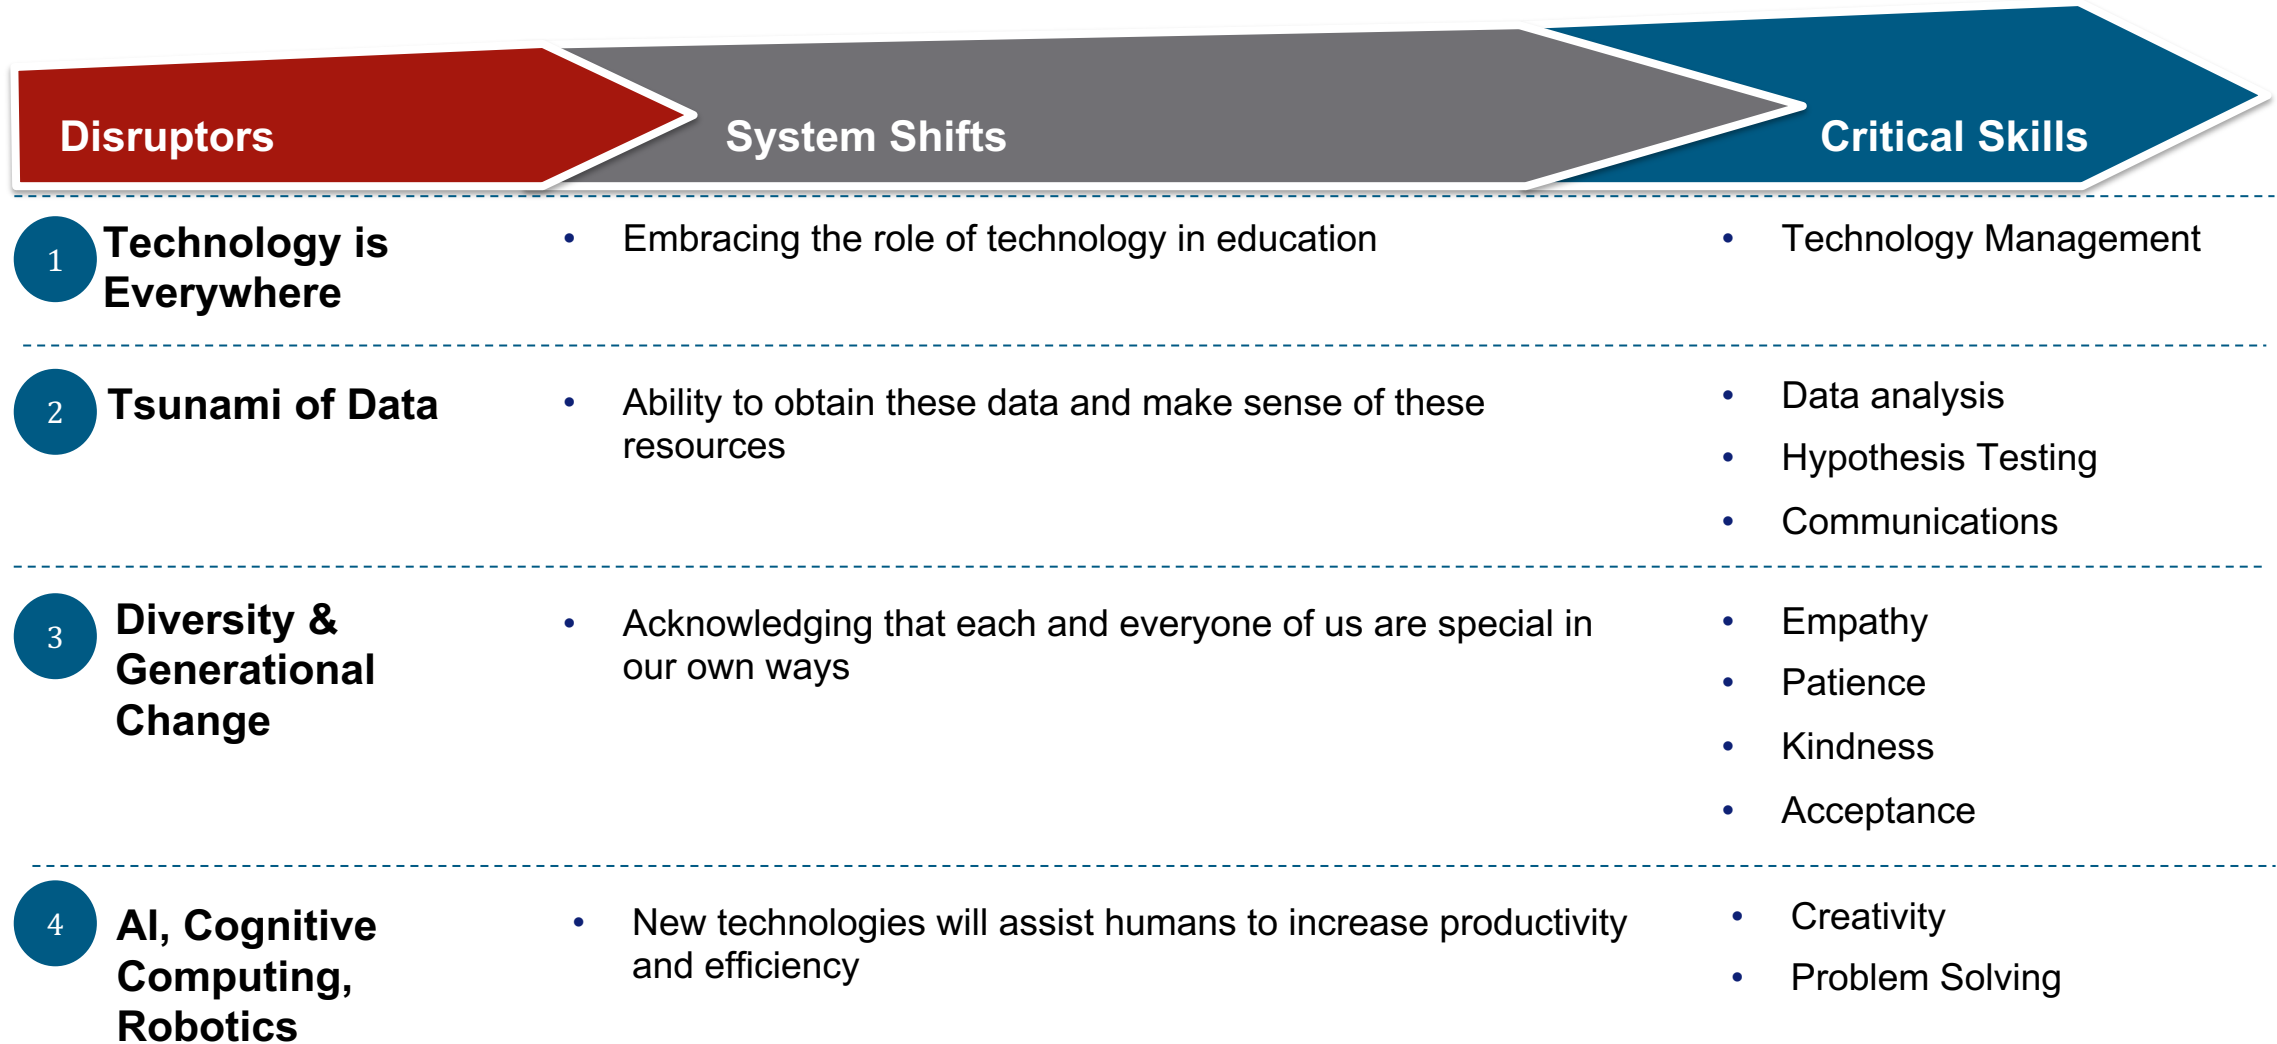 Disruptors
System Shifts
Critical Skills
1
Technology is
Everywhere
• Embracing the role of technology in education
• Technology Management
2
Tsunami of Data
• Ability to obtain these data and make sense of these
resources
• Data analysis
• Hypothesis Testing
• Communications
3
Diversity &
Generational
Change
• Acknowledging that each and everyone of us are special in
our own ways
• Empathy
• Patience
• Kindness
• Acceptance
4
AI, Cognitive
Computing,
Robotics
• New technologies will assist humans to increase productivity
and efficiency
• Creativity
• Problem Solving